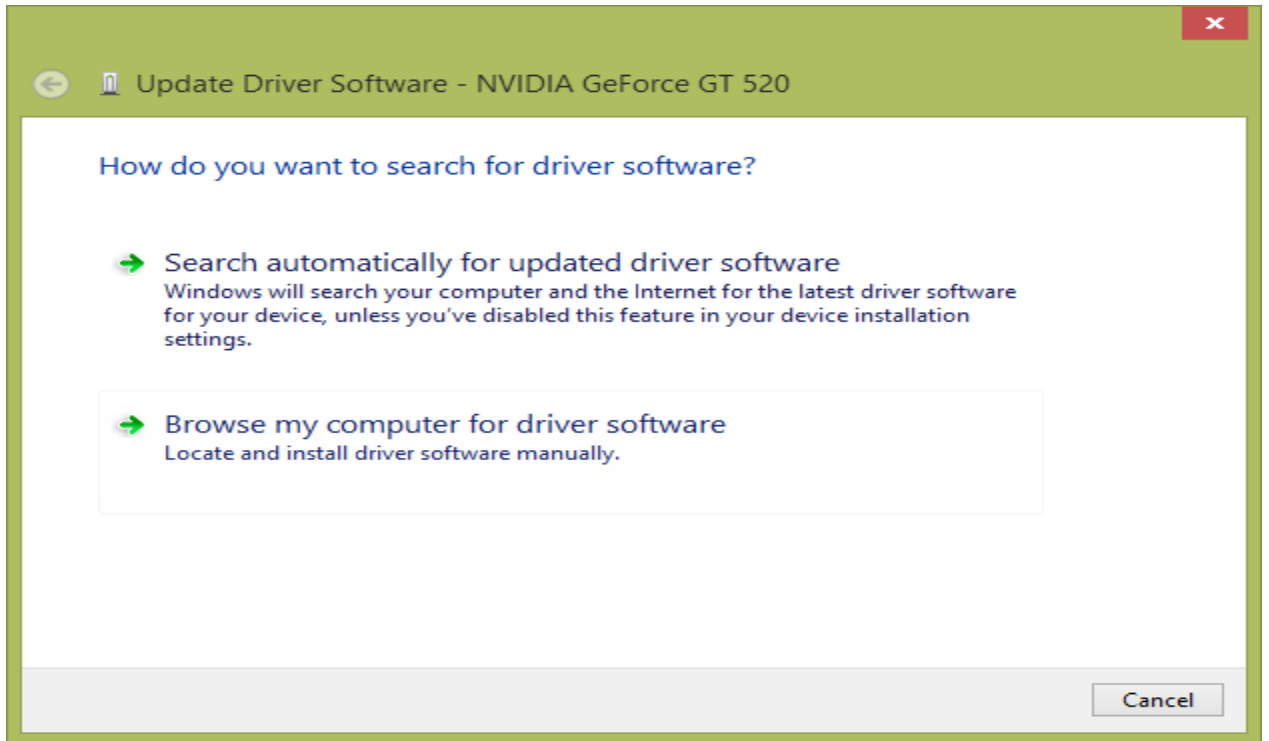 Update Driver Software - NVIDIA GeForce GT 520
How do you want to search for driver software?
Search automatically for updated driver software
Windows will search your computer and the Internet for the latest driver software
for your device, unless you've disabled this feature in your device installation
settings.
Browse my computer for driver software
Locate and install driver software manually.
Cancel